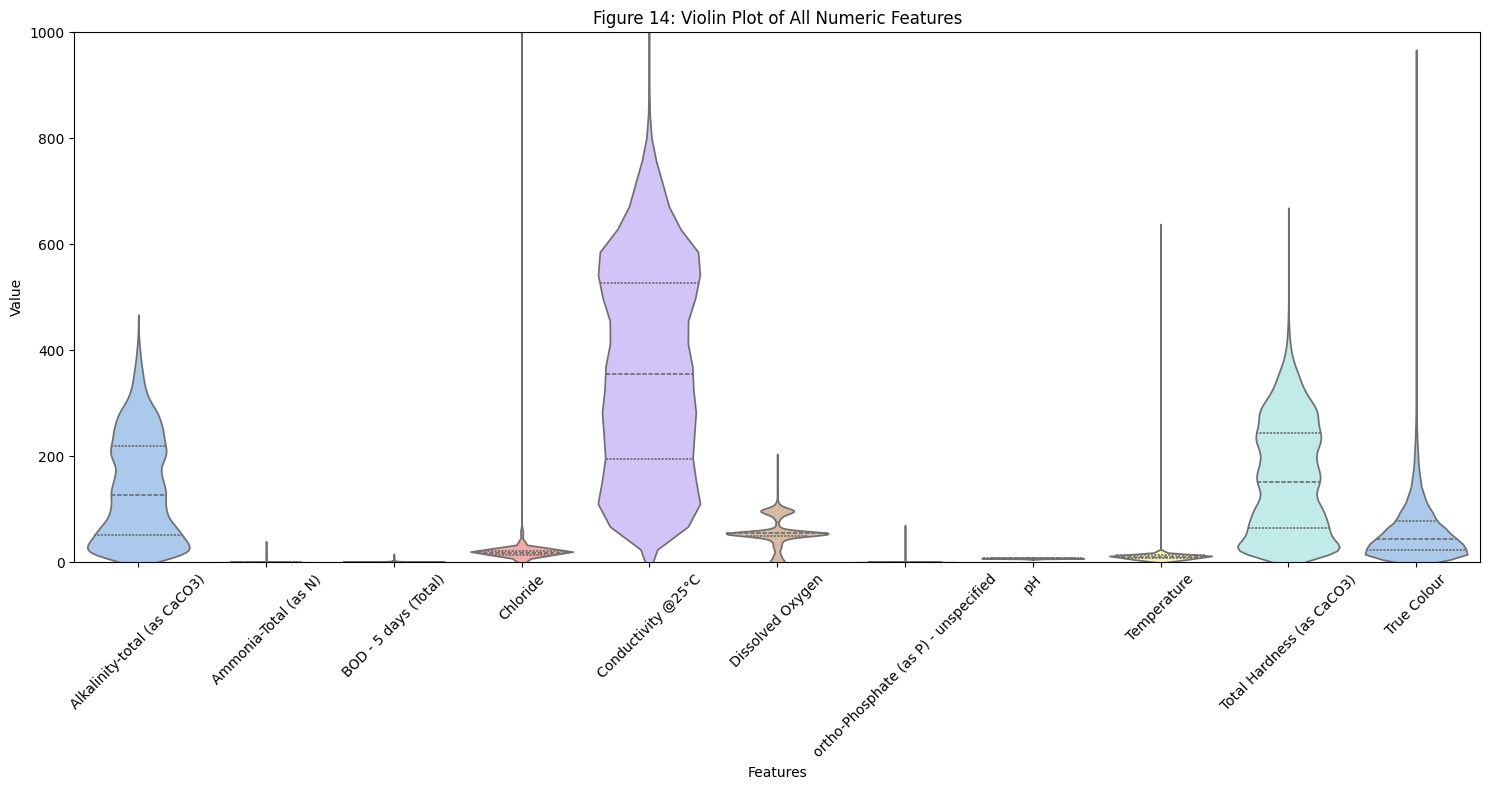 Figure 14: Violin Plot of All Numeric Features
1000
800
600
400
200
0
Value
Alkalinity-total (as CaCO3)
Ammonia-Total (as N)
BOD - 5 days (Total)
Chloride
Conductivity @25°C
Dissolved Oxygen
ortho-Phosphate (as P) - unspecified
pH
Temperature
Total Hardness (as CaCO3)
True Colour
Features